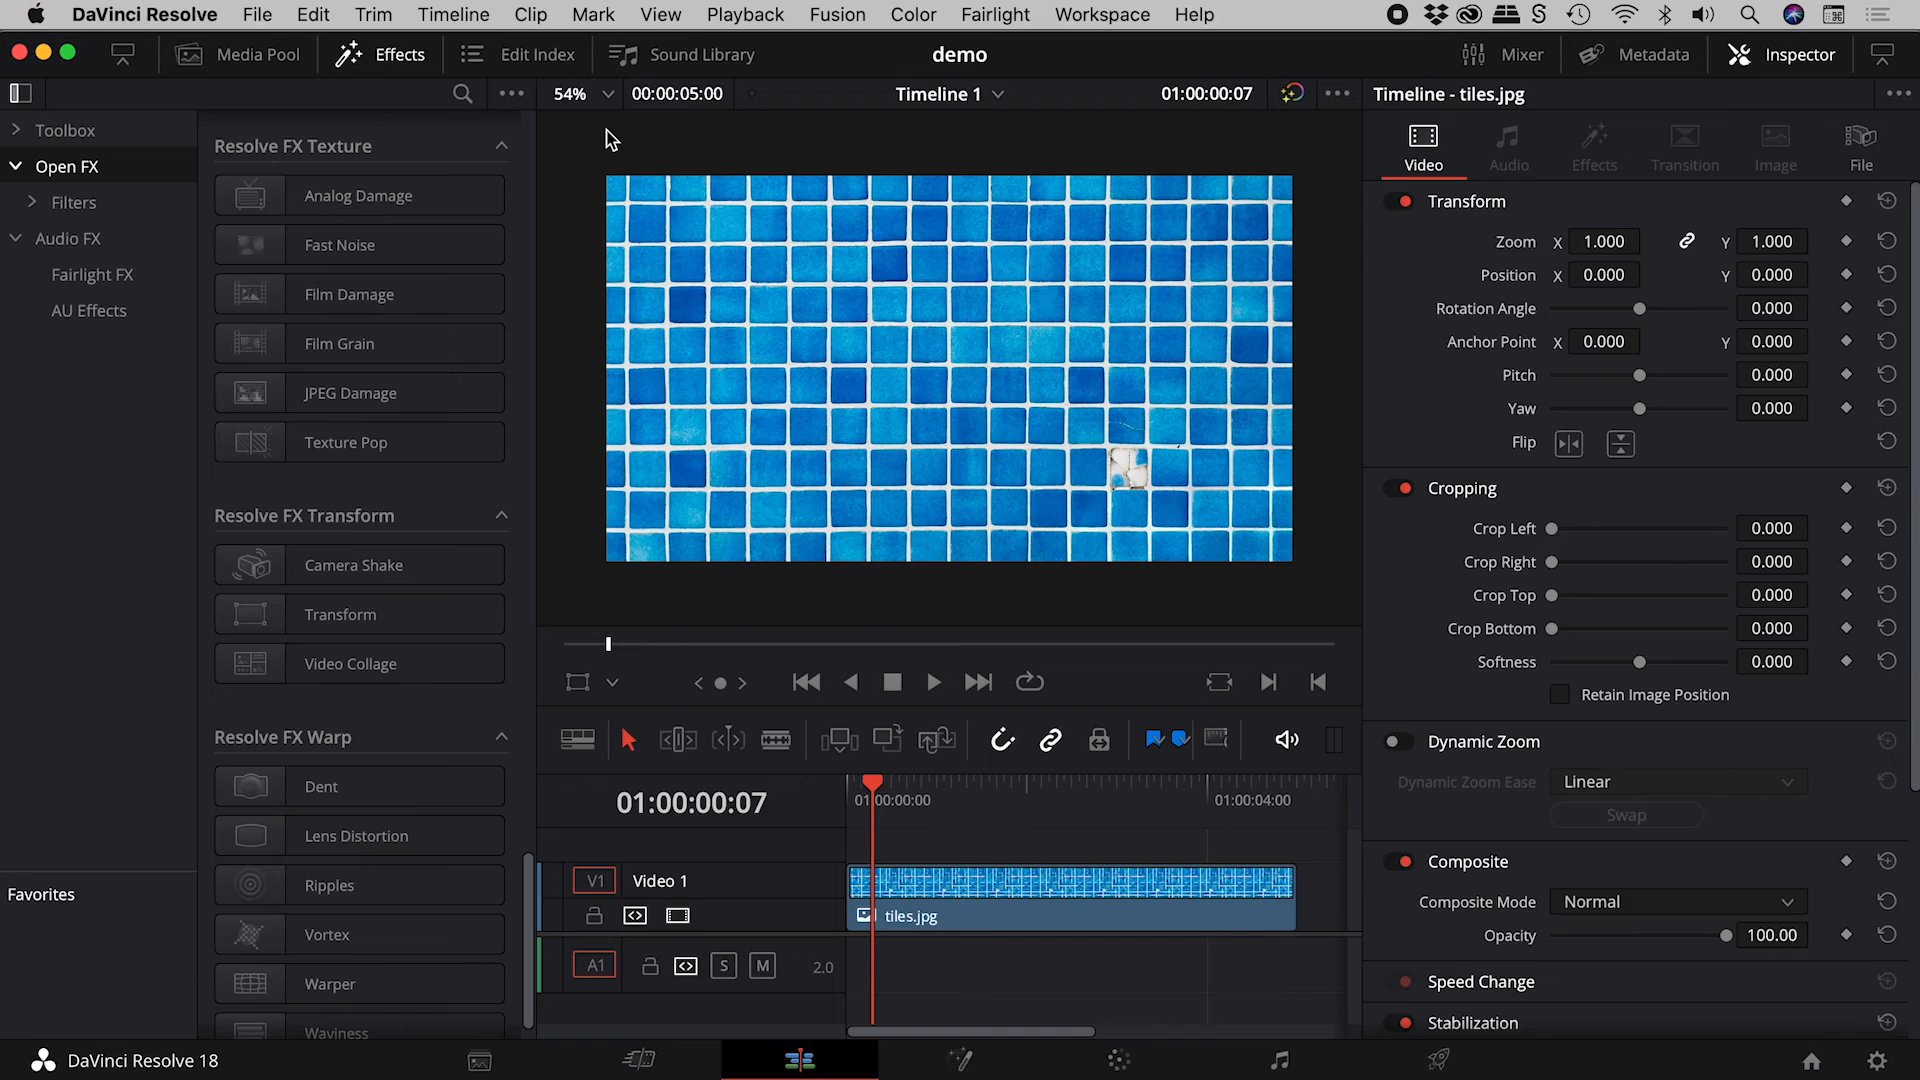 DaVinci Resolve File Edit Trim Timeline Clip Mark View Playback Fusion Color Fairlight Workspace Help
Media Pool Effects Edit Index Sound Library demo Mixer Metadata Inspector
54% 00:00:05:00 Timeline 1 01:00:00:07 Timeline - tiles.jpg
Toolbox
Open FX
Filters
Audio FX
Fairlight FX
AU Effects
Favorites
Resolve FX Texture
Analog Damage
Fast Noise
Film Damage
Film Grain
JPEG Damage
Texture Pop
Resolve FX Transform
Camera Shake
Transform
Video Collage
Resolve FX Warp
Dent
Lens Distortion
Ripples
Vortex
Warper
Waviness
01:00:00:07 01:00:00:00 01:00:04:00
V1 Video 1
tiles.jpg
A1 S M 2.0
Video Audio Effects Transition Image File
Transform
Zoom X 1.000 Y 1.000
Position X 0.000 Y 0.000
Rotation Angle 0.000
Anchor Point X 0.000 Y 0.000
Pitch 0.000
Yaw 0.000
Flip
Cropping
Crop Left 0.000
Crop Right 0.000
Crop Top 0.000
Crop Bottom 0.000
Softness 0.000
Retain Image Position
Dynamic Zoom
Dynamic Zoom Ease Linear
Swap
Composite
Composite Mode Normal
Opacity 100.00
Speed Change
Stabilization
DaVinci Resolve 18